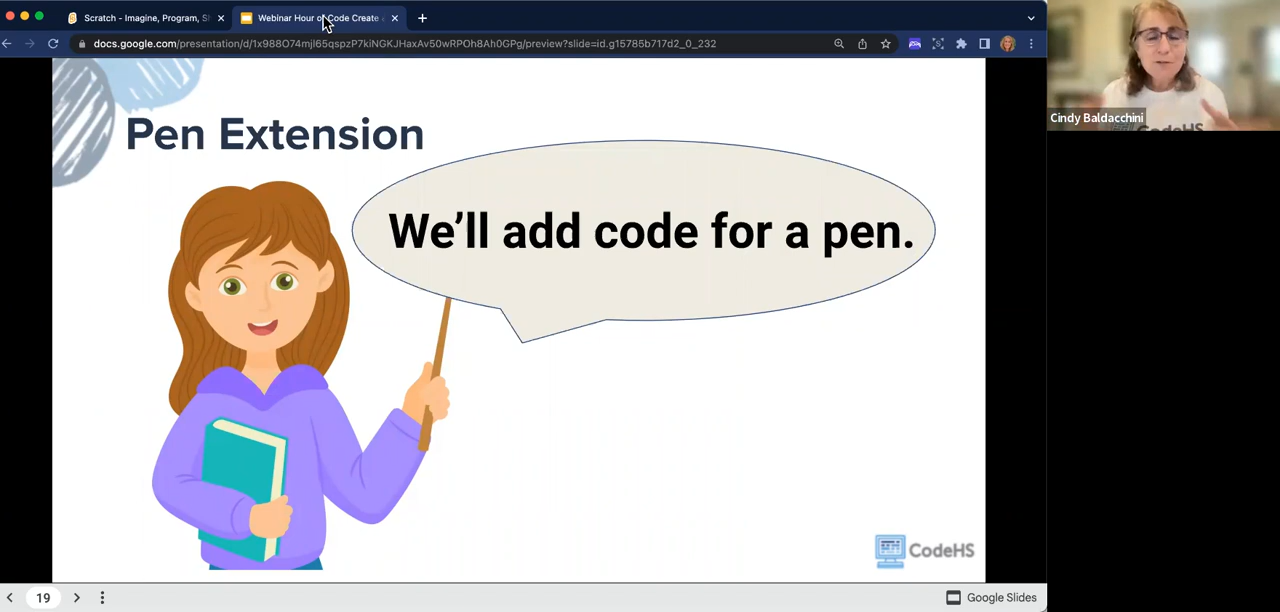 Scratch - Imagine, Program, Sh
Webinar Hour of Code Create a
docs.google.com/presentation/d/1x988O74mjl65qspzP7kiNGKJHaxAv50wRPOh8Ah0GPg/preview?slide=id.g15785b717d2_0_232
Cindy Baldacchini
CodeHS
Pen Extension
We’ll add code for a pen.
CodeHS
19
Google Slides